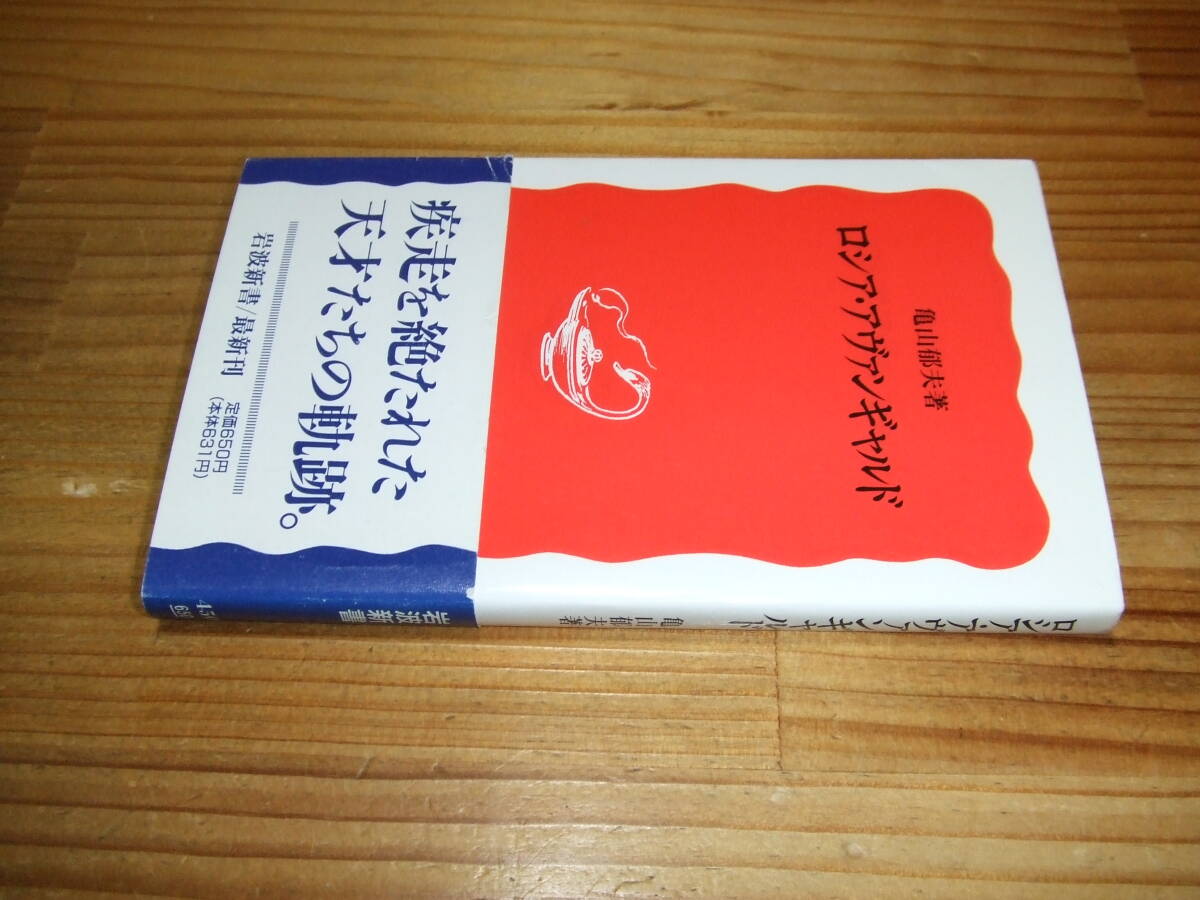 ロシア・アヴァンギャルド
亀山郁夫著
疾走を絶たれた
天才たちの軌跡。
岩波新書/最新刊
定価650円
(本体631円)
ロシア・アヴァンギャルド
亀山郁夫著
岩波新書